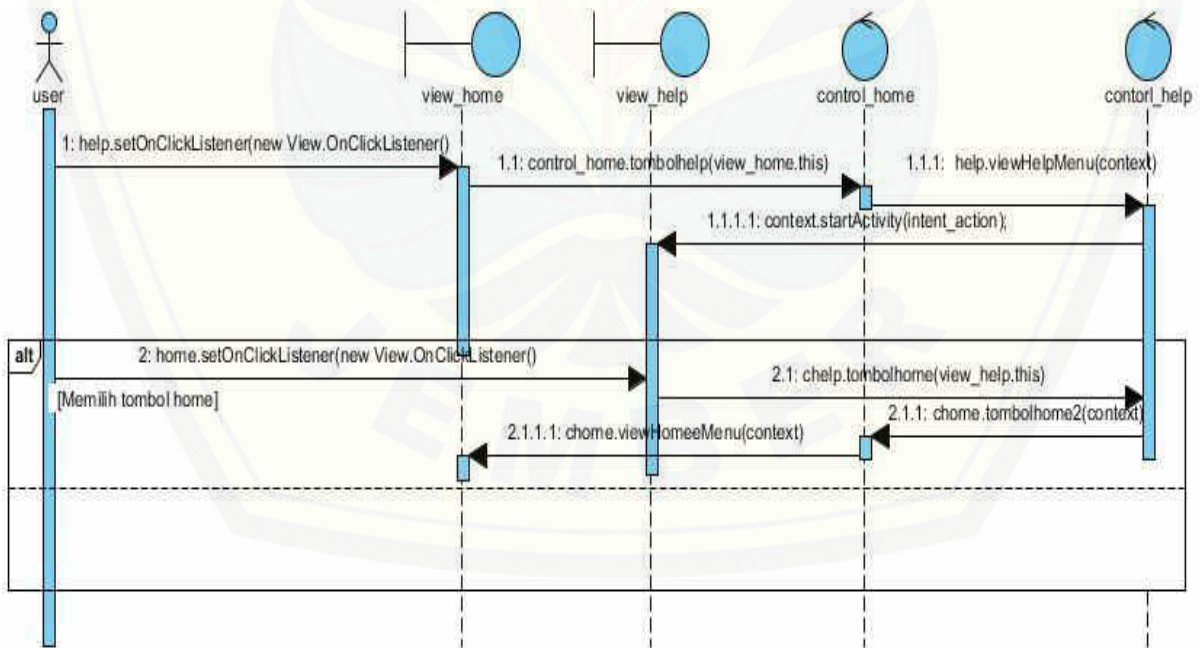 user
view_home
view_help
control_home
contorl_help
1: help.setOnClickListener(new View.OnClickListener()
1.1: control_home.tombolhelp(view_home.this)
1.1.1: help.viewHelpMenu(context)
1.1.1.1: context.startActivity(intent_action);
alt
2: home.setOnClickListener(new View.OnClickListener()
[Memilih tombol home]
2.1: chelp.tombolhome(view_help.this)
2.1.1: chome.tombolhome2(context)
2.1.1.1: chome.viewHomeeMenu(context)